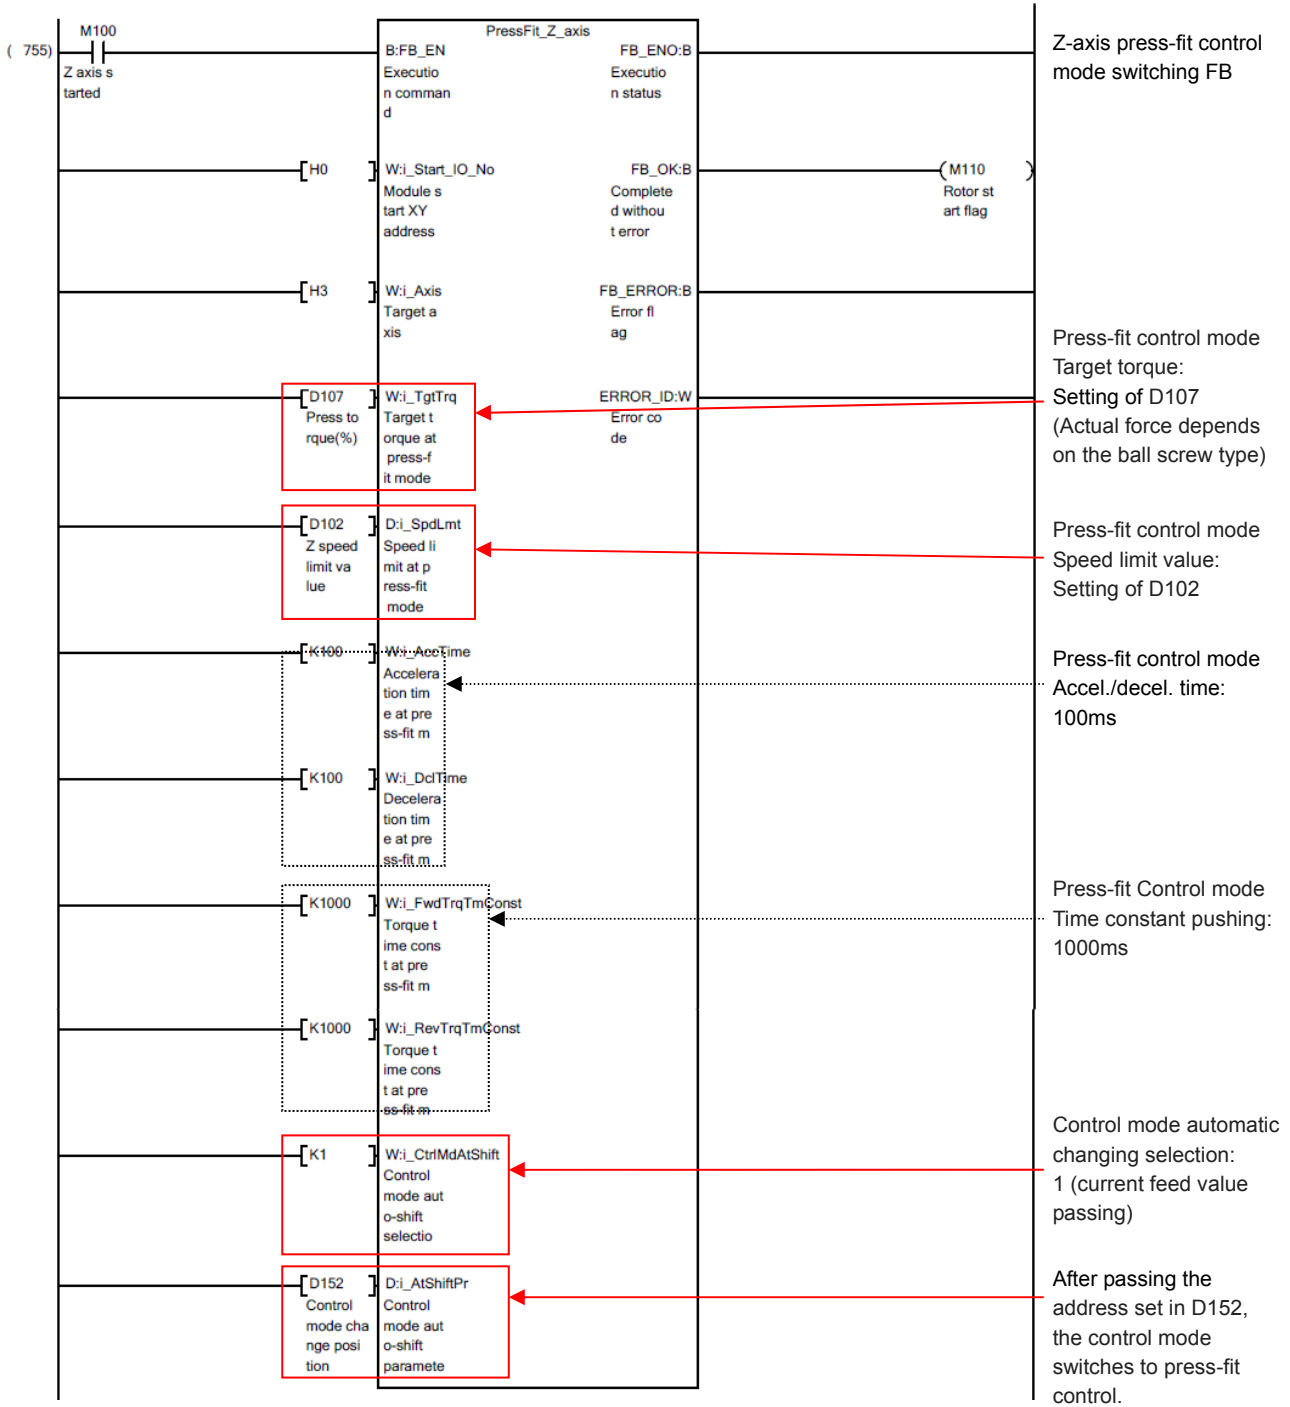 M100
PressFit_Z_axis
( 755)
B:FB_EN
FB_ENO:B
Z axis s
tarted
Executio
n comman
d
Executio
n status
Z-axis press-fit control
mode switching FB
H0
W:i_Start_IO_No
FB_OK:B
M110
Module s
tart XY
address
Complete
d withou
t error
Rotor st
art flag
H3
W:i_Axis
FB_ERROR:B
Target a
xis
Error fl
ag
D107
W:i_TgtTrq
ERROR_ID:W
Press to
rque(%)
Target t
orque at
press-f
it mode
Error co
de
Press-fit control mode
Target torque:
Setting of D107
(Actual force depends
on the ball screw type)
D102
D:i_SpdLmt
Z speed
limit va
lue
Speed li
mit at p
ress-fit
mode
Press-fit control mode
Speed limit value:
Setting of D102
K100
W:i_AccTime
Accelera
tion tim
e at pre
ss-fit m
Press-fit control mode
Accel./decel. time:
100ms
K100
W:i_DclTime
Decelera
tion tim
e at pre
ss-fit m
K1000
W:i_FwdTrqTmConst
Torque t
ime cons
t at pre
ss-fit m
Press-fit Control mode
Time constant pushing:
1000ms
K1000
W:i_RevTrqTmConst
Torque t
ime cons
t at pre
ss-fit m
K1
W:i_CtrlMdAtShift
Control
mode aut
o-shift
selectio
Control mode automatic
changing selection:
1 (current feed value
passing)
D152
D:i_AtShiftPr
Control
mode cha
nge posi
tion
Control
mode aut
o-shift
paramete
After passing the
address set in D152,
the control mode
switches to press-fit
control.